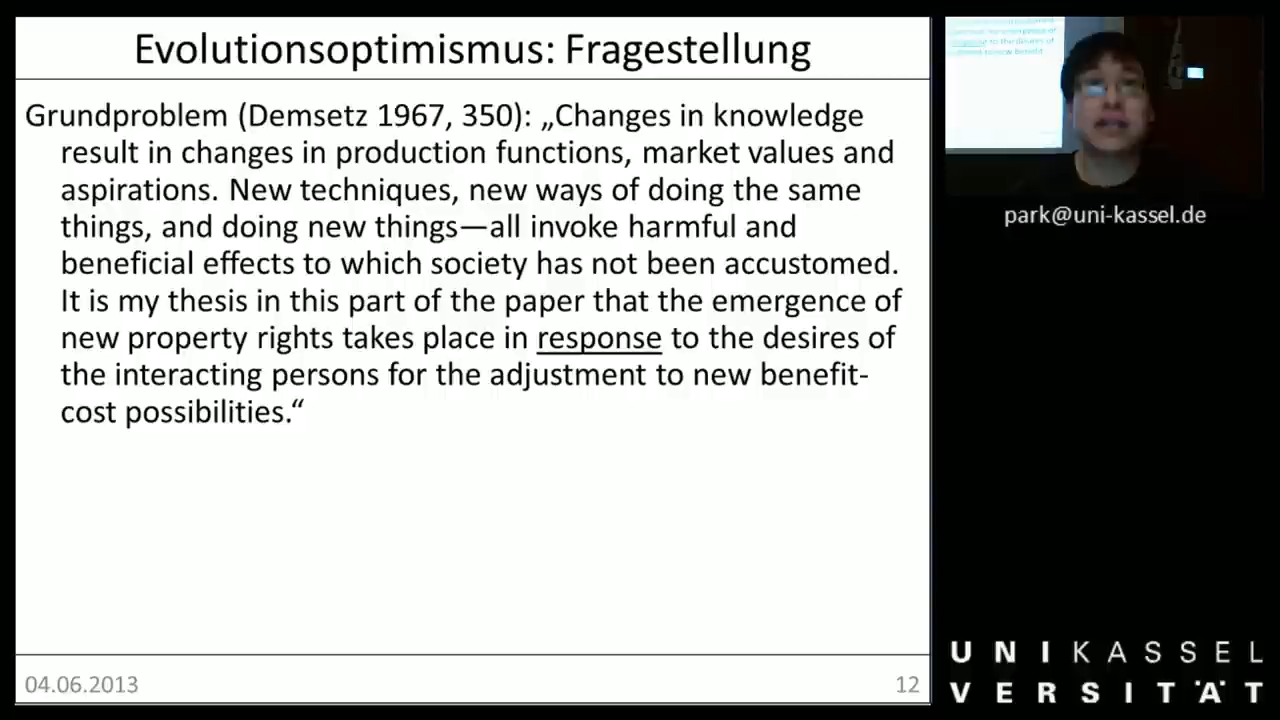 Evolutionsoptimismus: Fragestellung
Grundproblem (Demsetz 1967, 350): „Changes in knowledge
result in changes in production functions, market values and
aspirations. New techniques, new ways of doing the same
things, and doing new things—all invoke harmful and
beneficial effects to which society has not been accustomed.
It is my thesis in this part of the paper that the emergence of
new property rights takes place in response to the desires of
the interacting persons for the adjustment to new benefit-
cost possibilities.“
04.06.2013
12
park@uni-kassel.de
UNIKASSEL
VERSITÄT